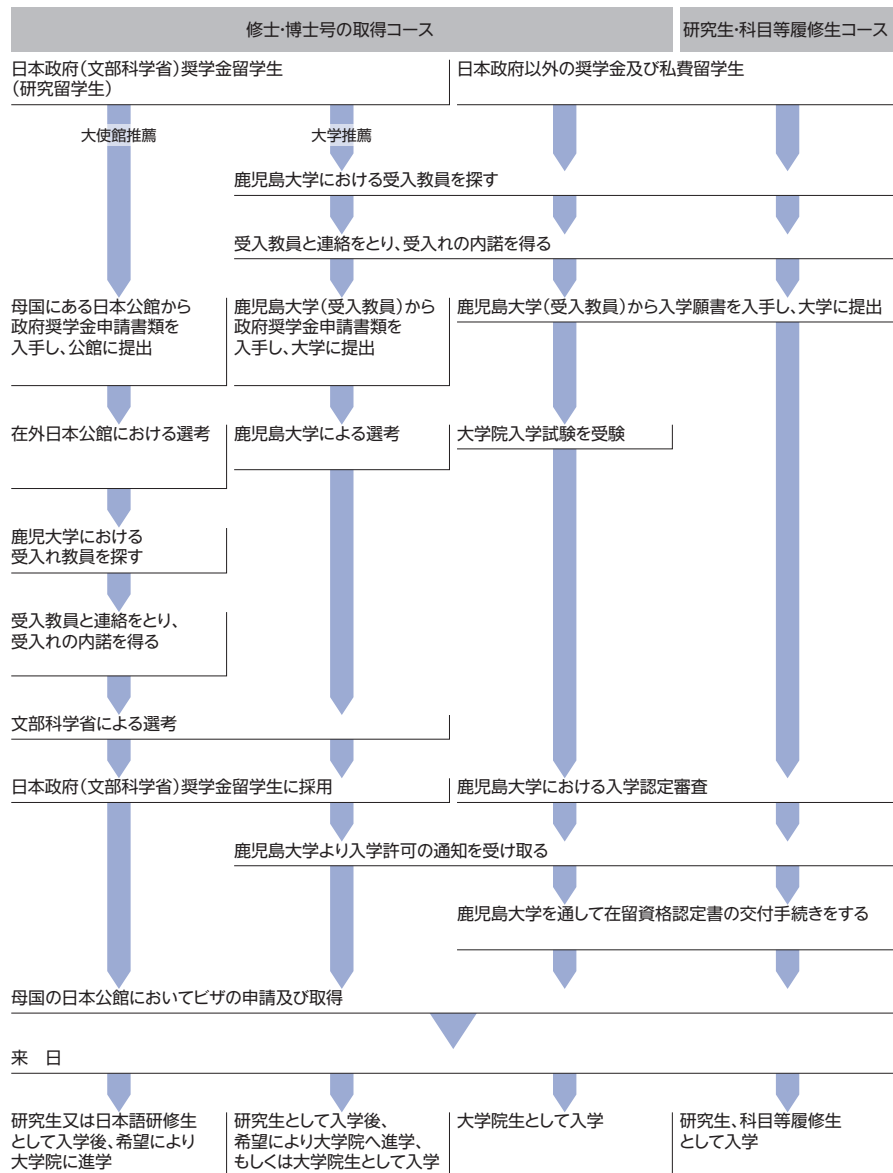 修士・博士号の取得コース
研究生・科目等履修生コース
日本政府（文部科学省）奨学金留学生
（研究留学生）
日本政府以外の奨学金及び私費留学生
大使館推薦
大学推薦
鹿児島大学における受入教員を探す
受入教員と連絡をとり、受入れの内諾を得る
母国にある日本公館から
政府奨学金申請書類を
入手し、公館に提出
鹿児島大学（受入教員）から
政府奨学金申請書類を
入手し、大学に提出
鹿児島大学（受入教員）から入学願書を入手し、大学に提出
在外日本公館における選考
鹿児島大学による選考
大学院入学試験を受験
鹿児大学における
受入れ教員を探す
受入教員と連絡をとり、
受入れの内諾を得る
文部科学省による選考
日本政府（文部科学省）奨学金留学生に採用
鹿児島大学における入学認定審査
鹿児島大学より入学許可の通知を受け取る
鹿児島大学を通して在留資格認定書の交付手続きをする
母国の日本公館においてビザの申請及び取得
来　日
研究生又は日本語研修生
として入学後、希望により
大学院に進学
研究生として入学後、
希望により大学院へ進学、
もしくは大学院生として入学
大学院生として入学
研究生、科目等履修生
として入学